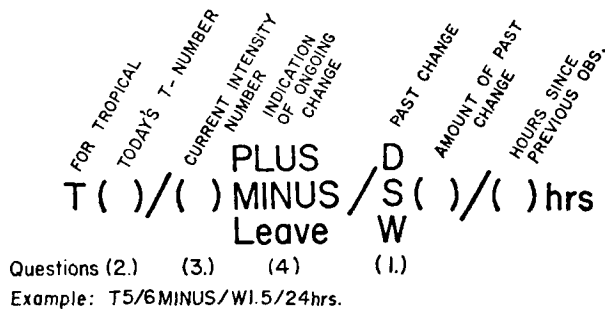 FOR TROPICAL
TODAY'S T-NUMBER
CURRENT INTENSITY NUMBER
INDICATION OF ONGOING CHANGE
PAST CHANGE
AMOUNT OF PAST CHANGE
HOURS SINCE PREVIOUS OBS.
PLUS D
T ( ) / ( ) MINUS / S ( ) / ( ) hrs
Leave W
Questions (2.) (3.) (4) (1.)
Example: T5/6MINUS/W1.5/24hrs.